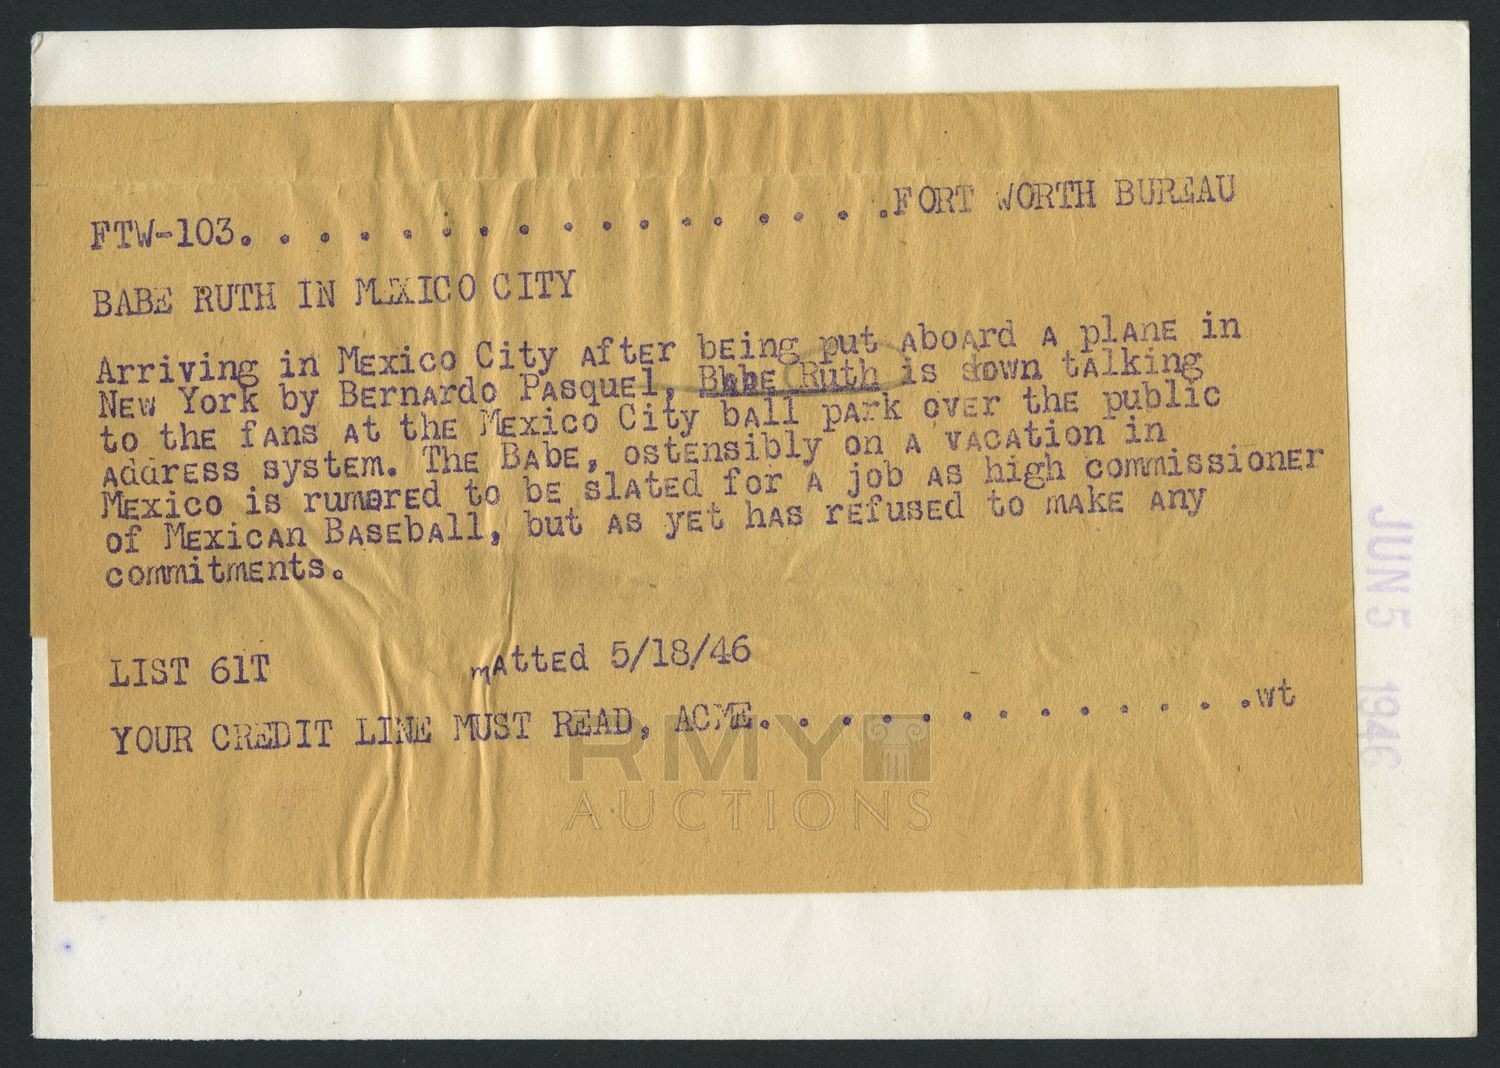 FTW-103. . . . . . . . . . . . . . . . .FORT WORTH BUREAU
BABE RUTH IN MEXICO CITY
Arriving in Mexico City after being put aboard a plane in
New York by Bernardo Pasquel, Babe Ruth is shown talking
to the fans at the Mexico City ball park over the public
address system. The Babe, ostensibly on a vacation in
Mexico is rumored to be slated for a job as high commissioner
of Mexican Baseball, but as yet has refused to make any
commitments.
LIST 61T matted 5/18/46
YOUR CREDIT LINE MUST READ, ACME. . . . . . . . . . . . .wt
RMY
AUCTIONS
JUN 5 1946